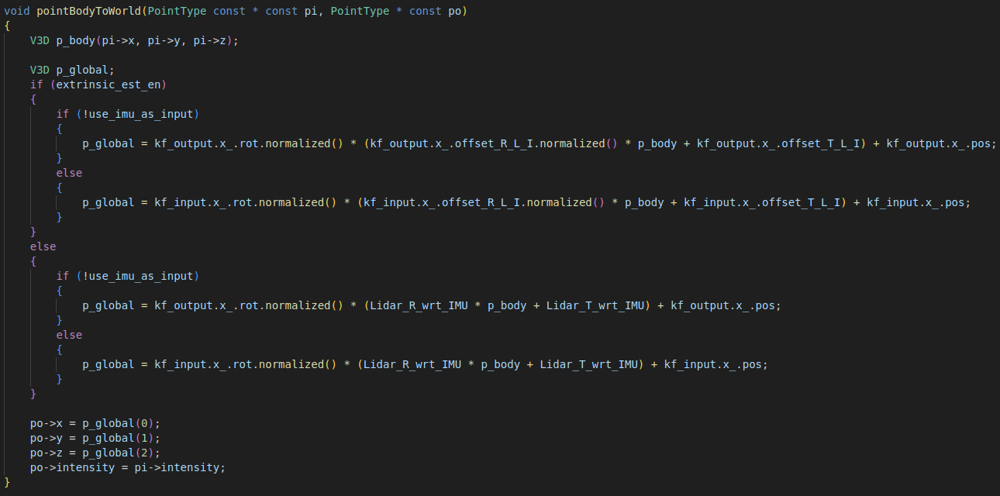 void pointBodyToWorld(PointType const * const pi, PointType * const po)
{
    V3D p_body(pi->x, pi->y, pi->z);

    V3D p_global;
    if (extrinsic_est_en)
    {
        if (!use_imu_as_input)
        {
            p_global = kf_output.x_.rot.normalized() * (kf_output.x_.offset_R_L_I.normalized() * p_body + kf_output.x_.offset_T_L_I) + kf_output.x_.pos;
        }
        else
        {
            p_global = kf_input.x_.rot.normalized() * (kf_input.x_.offset_R_L_I.normalized() * p_body + kf_input.x_.offset_T_L_I) + kf_input.x_.pos;
        }
    }
    else
    {
        if (!use_imu_as_input)
        {
            p_global = kf_output.x_.rot.normalized() * (Lidar_R_wrt_IMU * p_body + Lidar_T_wrt_IMU) + kf_output.x_.pos;
        }
        else
        {
            p_global = kf_input.x_.rot.normalized() * (Lidar_R_wrt_IMU * p_body + Lidar_T_wrt_IMU) + kf_input.x_.pos;
        }
    }

    po->x = p_global(0);
    po->y = p_global(1);
    po->z = p_global(2);
    po->intensity = pi->intensity;
}